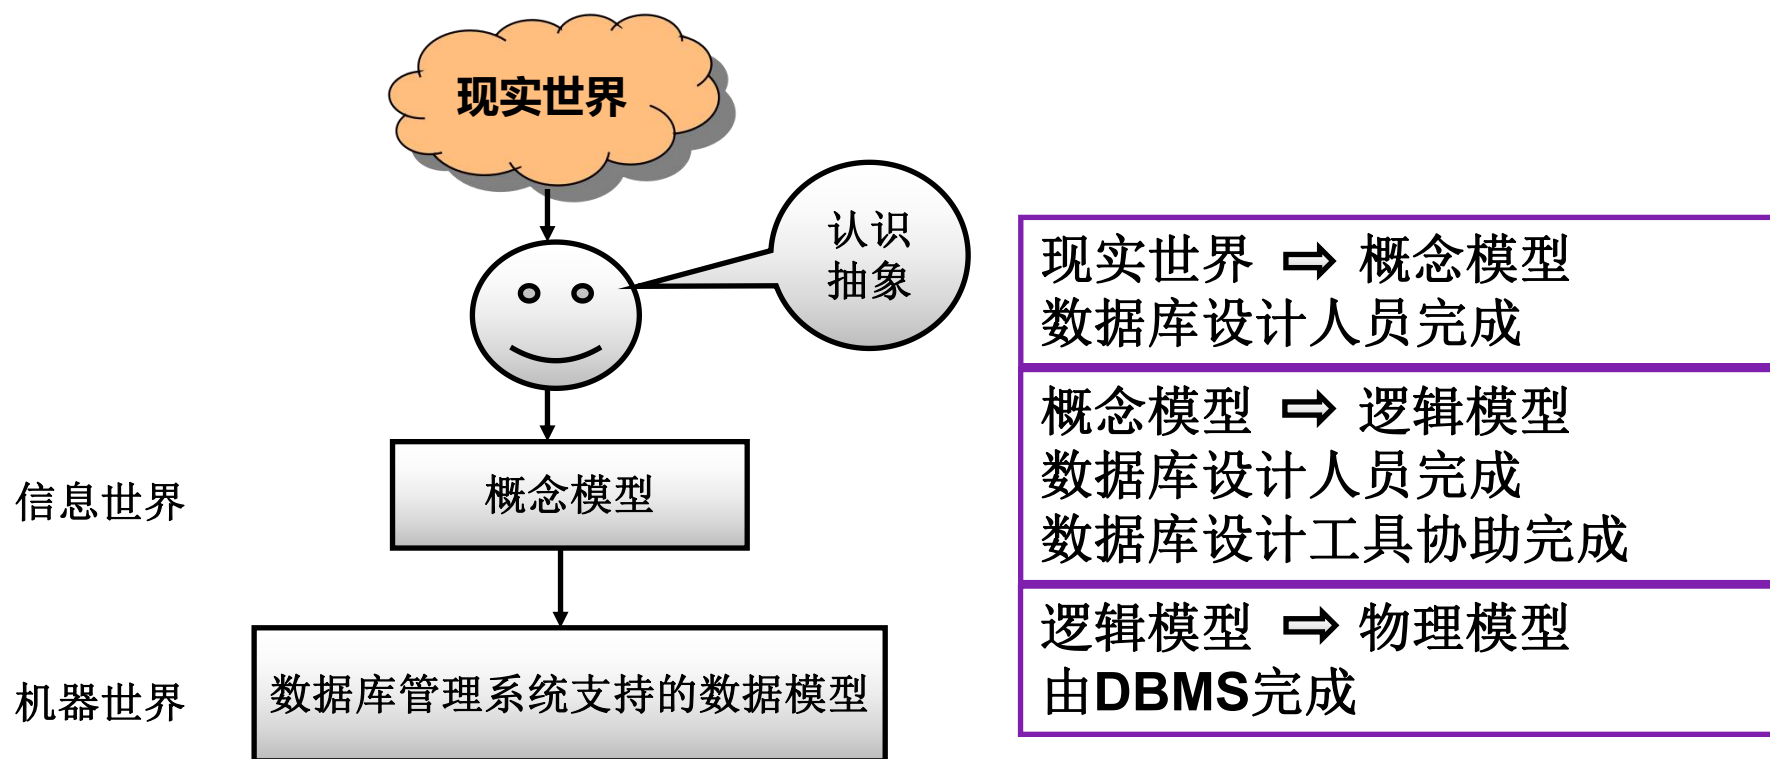 现实世界
认识
抽象
信息世界
概念模型
机器世界
数据库管理系统支持的数据模型
现实世界 ⇨ 概念模型
数据库设计人员完成
概念模型 ⇨ 逻辑模型
数据库设计人员完成
数据库设计工具协助完成
逻辑模型 ⇨ 物理模型
由DBMS完成